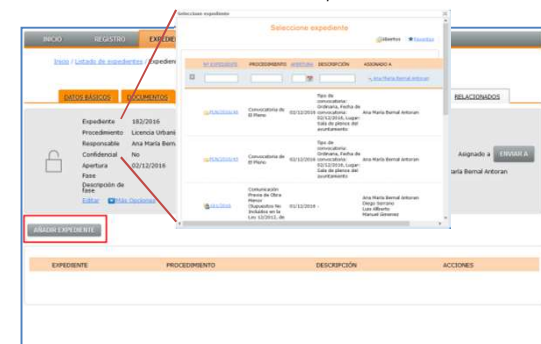 Seleccione expediente
Seleccione expediente
Abiertos Favoritos
INICIO REGISTRO EXPEDIE
Inicio / Listado de expedientes / Expedien
Nº EXPEDIENTE PROCEDIMIENTO APERTURA DESCRIPCIÓN ASIGNADO A
Ana María Bernal Antoran
DATOS BÁSICOS DOCUMENTOS RELACIONADOS
Expediente 182/2016
Procedimiento Licencia Urbaní
Responsable Ana María Bern
Confidencial No
Apertura 02/12/2016
Fase
Descripción de
fase
Editar Más Opciones
Asignado a ENVIAR A
María Bernal Antoran
Convocatoria de
El Pleno
02/12/2016
Tipo de
convocatoria:
Ordinaria, Fecha de
convocatoria:
02/12/2016, Lugar:
Sala de plenos del
ayuntamiento
Ana María Bernal Antoran
Convocatoria de
El Pleno
02/12/2016
Tipo de
convocatoria:
Ordinaria, Fecha de
convocatoria:
02/12/2016, Lugar:
Sala de plenos del
ayuntamiento
Ana María Bernal Antoran
Comunicación
Previa de Obra
Menor
(Supuestos No
Incluidos en la
Ley 12/2012, de
01/12/2016 -
Ana María Bernal Antoran
Diego Serrano
Luis Alberto
Manuel Gimenez
AÑADIR EXPEDIENTE
EXPEDIENTE PROCEDIMIENTO DESCRIPCIÓN ACCIONES